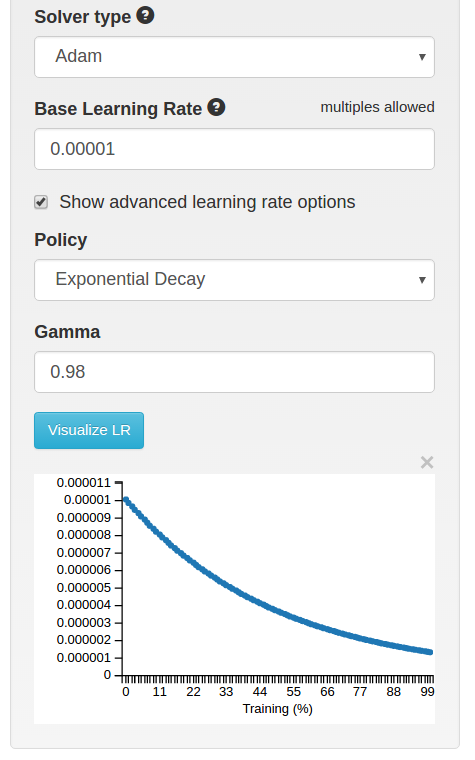 Solver type ?
Adam
Base Learning Rate ? multiples allowed
0.00001
Show advanced learning rate options
Policy
Exponential Decay
Gamma
0.98
Visualize LR
×
0.000011
0.00001
0.000009
0.000008
0.000007
0.000006
0.000005
0.000004
0.000003
0.000002
0.000001
0
0 11 22 33 44 55 66 77 88 99
Training (%)